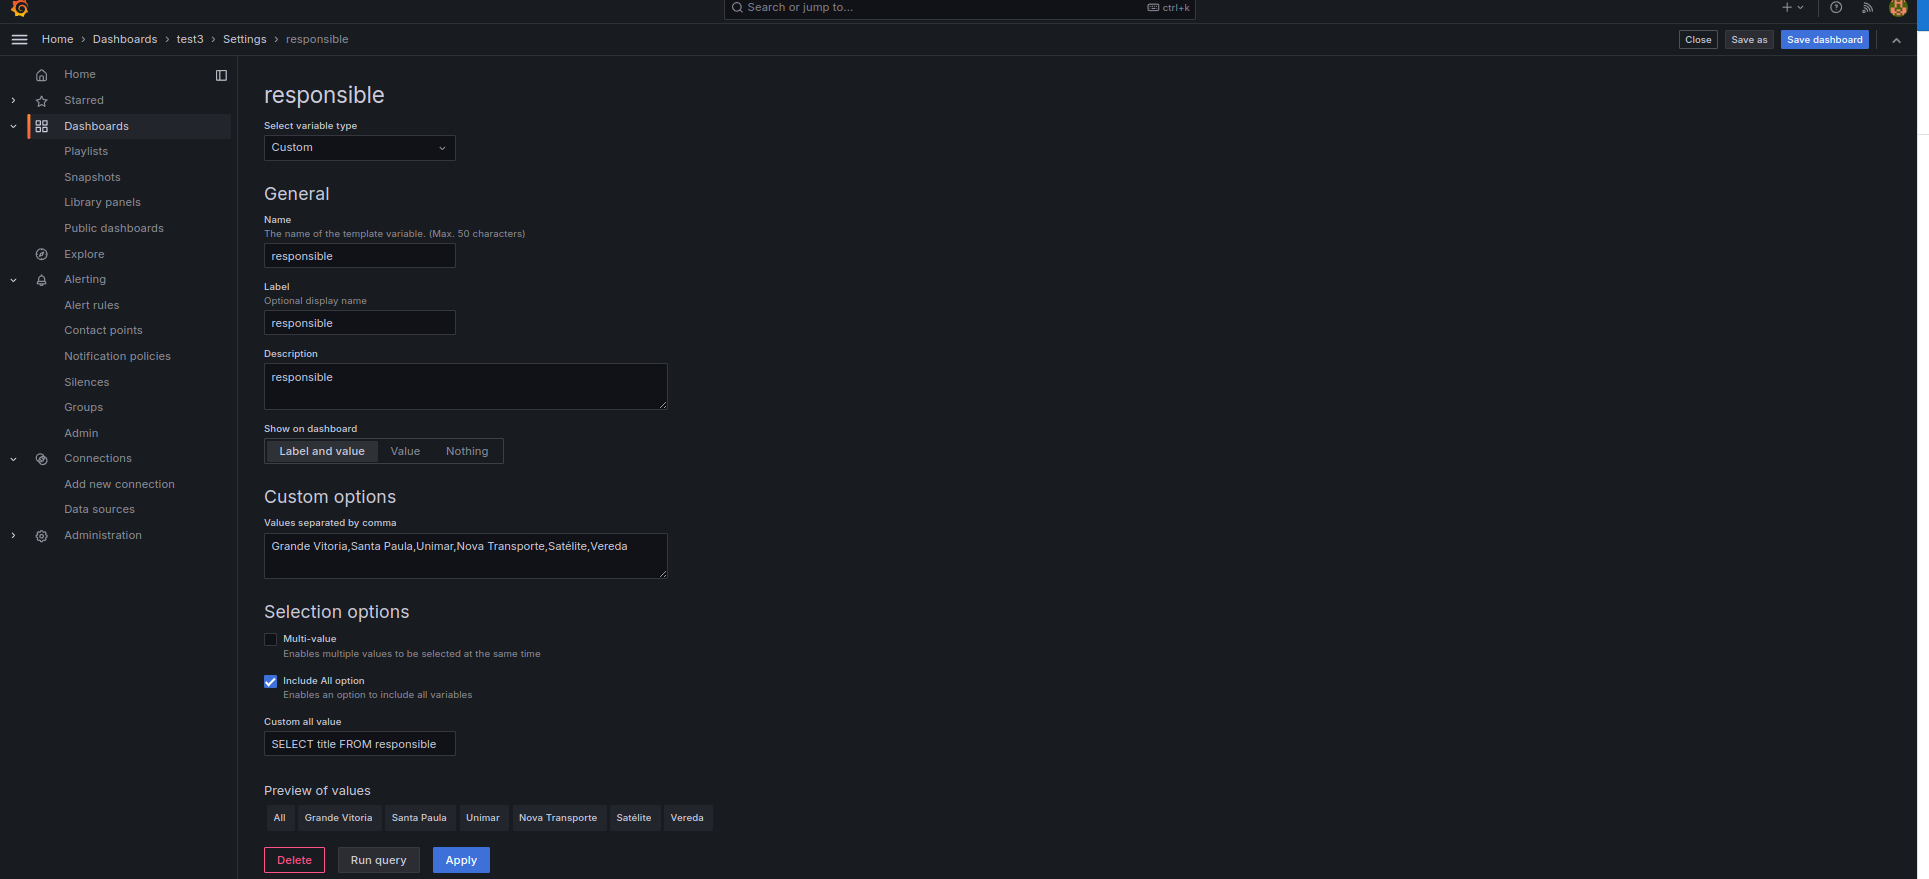 Search or jump to...
ctrl+k
Home > Dashboards > test3 > Settings > responsible
Close
Save as
Save dashboard
Home
Starred
Dashboards
Playlists
Snapshots
Library panels
Public dashboards
Explore
Alerting
Alert rules
Contact points
Notification policies
Silences
Groups
Admin
Connections
Add new connection
Data sources
Administration
responsible
Select variable type
Custom
General
Name
The name of the template variable. (Max. 50 characters)
responsible
Label
Optional display name
responsible
Description
responsible
Show on dashboard
Label and value Value Nothing
Custom options
Values separated by comma
Grande Vitoria,Santa Paula,Unimar,Nova Transporte,Satélite,Vereda
Selection options
Multi-value
Enables multiple values to be selected at the same time
Include All option
Enables an option to include all variables
Custom all value
SELECT title FROM responsible
Preview of values
All Grande Vitoria Santa Paula Unimar Nova Transporte Satélite Vereda
Delete Run query Apply